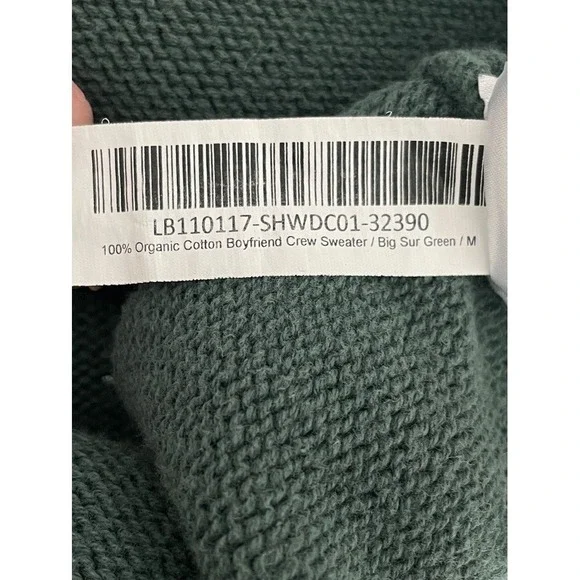 LB110117-SHWDC01-32390
100% Organic Cotton Boyfriend Crew Sweater / Big Sur Green / M